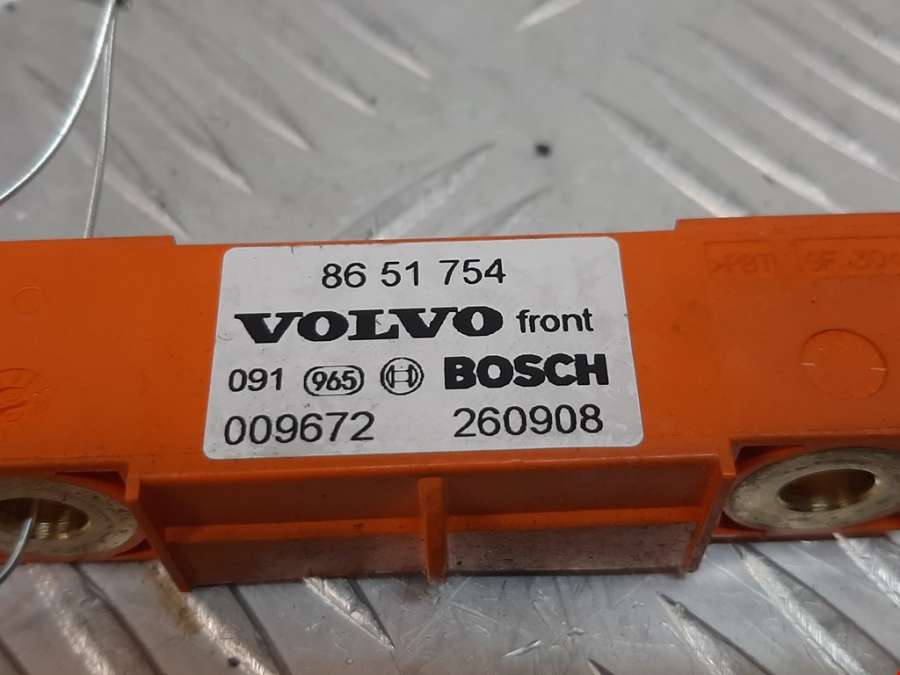 86 51 754
VOLVO front
091 965 BOSCH
009672 260908